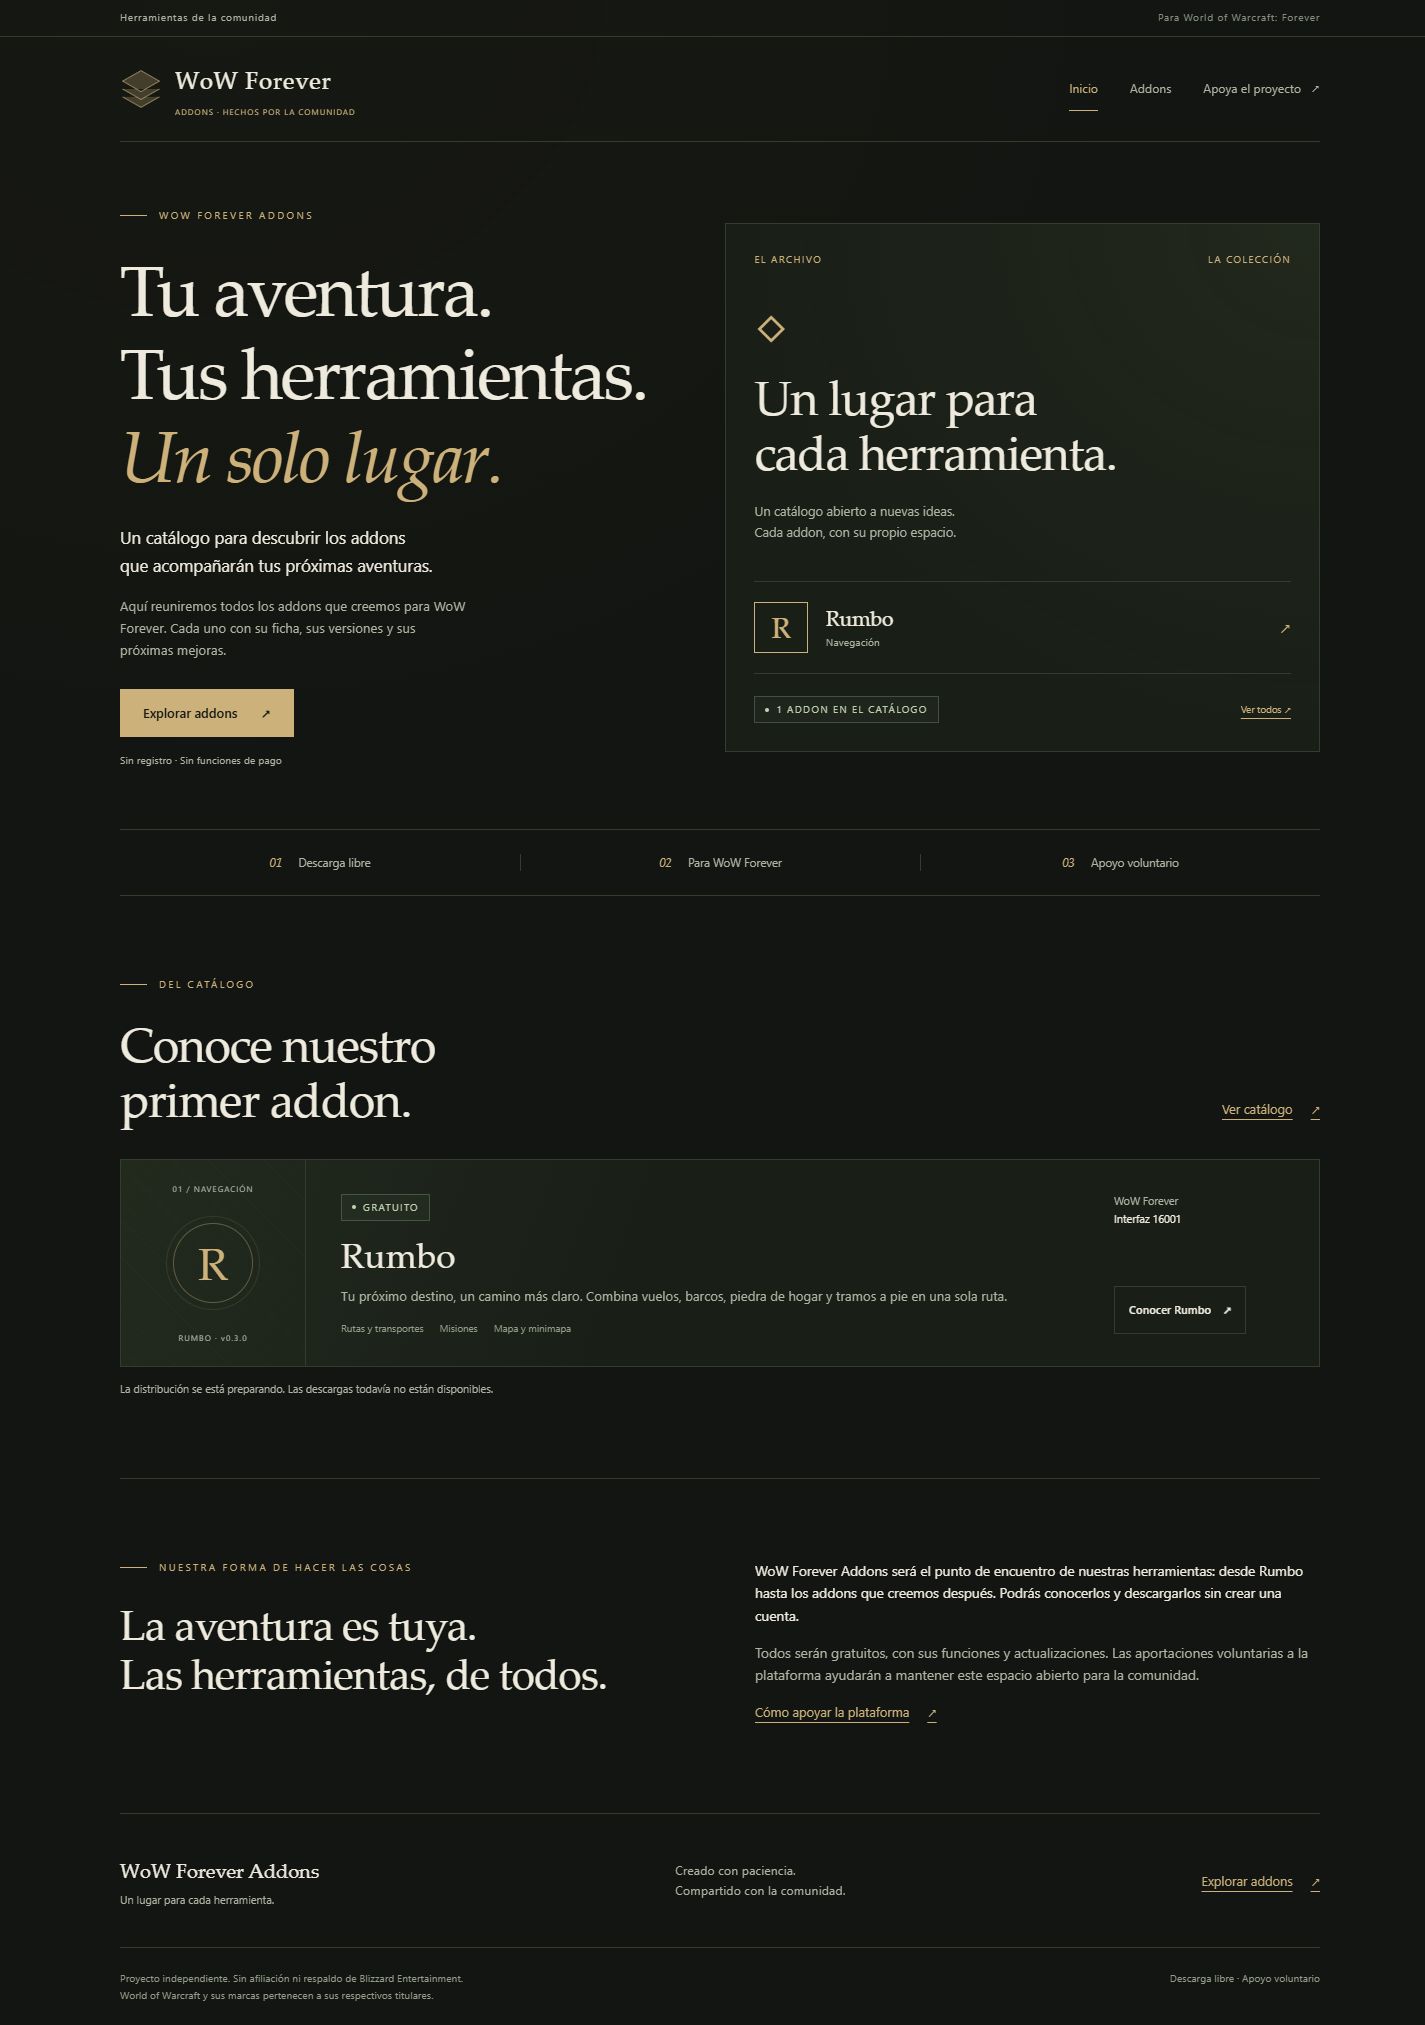 Herramientas de la comunidad
Para World of Warcraft: Forever
WoW Forever
ADDONS · HECHOS POR LA COMUNIDAD
Inicio
Addons
Apoya el proyecto ↗
WOW FOREVER ADDONS
Tu aventura.
Tus herramientas.
Un solo lugar.
Un catálogo para descubrir los addons
que acompañarán tus próximas aventuras.
Aquí reuniremos todos los addons que creemos para WoW
Forever. Cada uno con su ficha, sus versiones y sus
próximas mejoras.
Explorar addons ↗
Sin registro · Sin funciones de pago
EL ARCHIVO
LA COLECCIÓN
Un lugar para
cada herramienta.
Un catálogo abierto a nuevas ideas.
Cada addon, con su propio espacio.
R
Rumbo
Navegación
↗
• 1 ADDON EN EL CATÁLOGO
Ver todos ↗
01 Descarga libre
02 Para WoW Forever
03 Apoyo voluntario
DEL CATÁLOGO
Conoce nuestro
primer addon.
Ver catálogo ↗
01 / NAVEGACIÓN
R
RUMBO · v0.3.0
• GRATUITO
Rumbo
Tu próximo destino, un camino más claro. Combina vuelos, barcos, piedra de hogar y tramos a pie en una sola ruta.
Rutas y transportes Misiones Mapa y minimapa
WoW Forever
Interfaz 16001
Conocer Rumbo ↗
La distribución se está preparando. Las descargas todavía no están disponibles.
NUESTRA FORMA DE HACER LAS COSAS
La aventura es tuya.
Las herramientas, de todos.
WoW Forever Addons será el punto de encuentro de nuestras herramientas: desde Rumbo
hasta los addons que creemos después. Podrás conocerlos y descargarlos sin crear una
cuenta.
Todos serán gratuitos, con sus funciones y actualizaciones. Las aportaciones voluntarias a la
plataforma ayudarán a mantener este espacio abierto para la comunidad.
Cómo apoyar la plataforma ↗
WoW Forever Addons
Un lugar para cada herramienta.
Creado con paciencia.
Compartido con la comunidad.
Explorar addons ↗
Proyecto independiente. Sin afiliación ni respaldo de Blizzard Entertainment.
World of Warcraft y sus marcas pertenecen a sus respectivos titulares.
Descarga libre · Apoyo voluntario